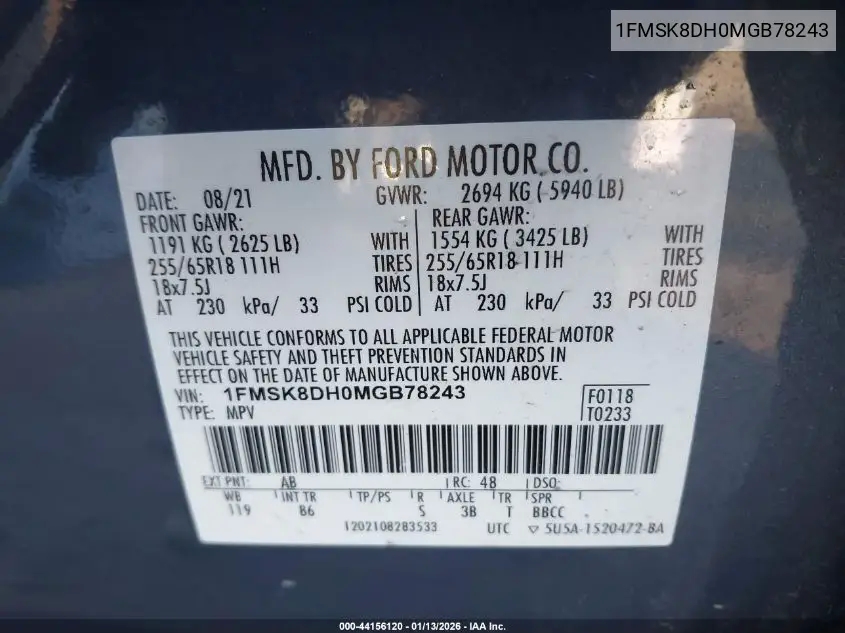 1FMSK8DH0MGB78243
MFD. BY FORD MOTOR CO.
DATE: 08/21 GVWR: 2694 KG ( 5940 LB)
FRONT GAWR: REAR GAWR:
1191 KG ( 2625 LB) WITH 1554 KG ( 3425 LB) WITH
255/65R18 111H TIRES 255/65R18 111H TIRES
18x7.5J RIMS 18x7.5J RIMS
AT 230 kPa/ 33 PSI COLD AT 230 kPa/ 33 PSI COLD
THIS VEHICLE CONFORMS TO ALL APPLICABLE FEDERAL MOTOR
VEHICLE SAFETY AND THEFT PREVENTION STANDARDS IN
EFFECT ON THE DATE OF MANUFACTURE SHOWN ABOVE.
VIN: 1FMSK8DH0MGB78243 F0118
TYPE: MPV T0233
EXT PNT: AB RC: 48 DSO:
WB INT TR TP/PS R AXLE TR SPR
119 B6 S 3B T BBCC
1202108283533 UTC ▽ 5U5A-1520472-BA
000-44156120 - 01/13/2026 - IAA Inc.